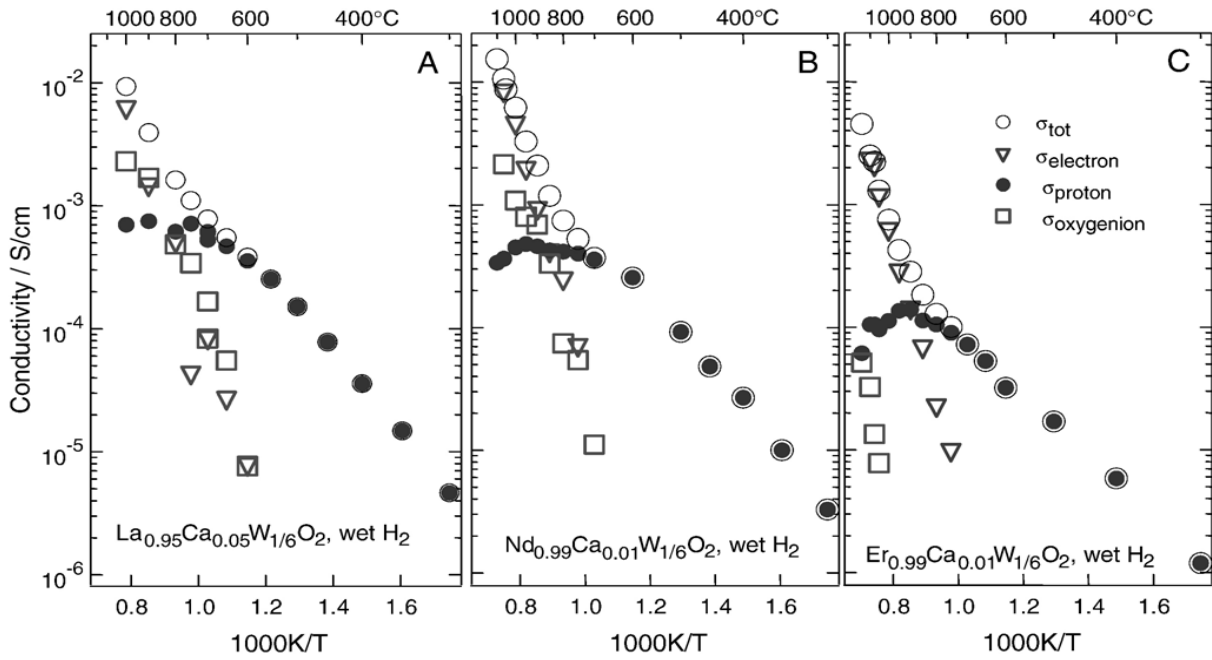 1000 800 600 400°C
1000 800 600 400°C
1000 800 600 400°C
A
B
C
10⁻²
10⁻³
10⁻⁴
10⁻⁵
10⁻⁶
Conductivity / S/cm
σtot
σelectron
σproton
σoxygenion
La0.95Ca0.05W1/6O2, wet H2
Nd0.99Ca0.01W1/6O2, wet H2
Er0.99Ca0.01W1/6O2, wet H2
0.8 1.0 1.2 1.4 1.6
0.8 1.0 1.2 1.4 1.6
0.8 1.0 1.2 1.4 1.6
1000K/T
1000K/T
1000K/T